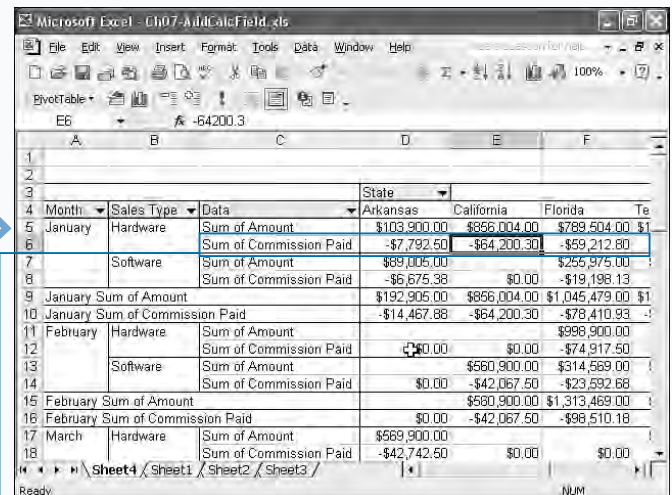 Microsoft Excel - Ch07-AddCalcField.xls
File Edit View Insert Format Tools Data Window Help
100%
PivotTable
E6 fx -64200.3
A B C D E F
1
2
3 State
4 Month Sales Type Data Arkansas California Florida Te
5 January Hardware Sum of Amount $103,900.00 $856,004.00 $789,504.00 $1
6 Sum of Commission Paid -$7,792.50 -$64,200.30 -$59,212.80
7 Software Sum of Amount $89,005.00 $255,975.00
8 Sum of Commission Paid -$6,675.38 $0.00 -$19,198.13
9 January Sum of Amount $192,905.00 $856,004.00 $1,045,479.00 $1
10 January Sum of Commission Paid -$14,467.88 -$64,200.30 -$78,410.93 -
11 February Hardware Sum of Amount $998,900.00
12 Sum of Commission Paid $0.00 $0.00 -$74,917.50
13 Software Sum of Amount $560,900.00 $314,569.00
14 Sum of Commission Paid $0.00 -$42,067.50 -$23,592.68
15 February Sum of Amount $560,900.00 $1,313,469.00
16 February Sum of Commission Paid $0.00 -$42,067.50 -$98,510.18
17 March Hardware Sum of Amount $569,900.00
18 Sum of Commission Paid -$42,742.50 $0.00 $0.00
Sheet4 / Sheet1 / Sheet2 / Sheet3 /
Ready NUM